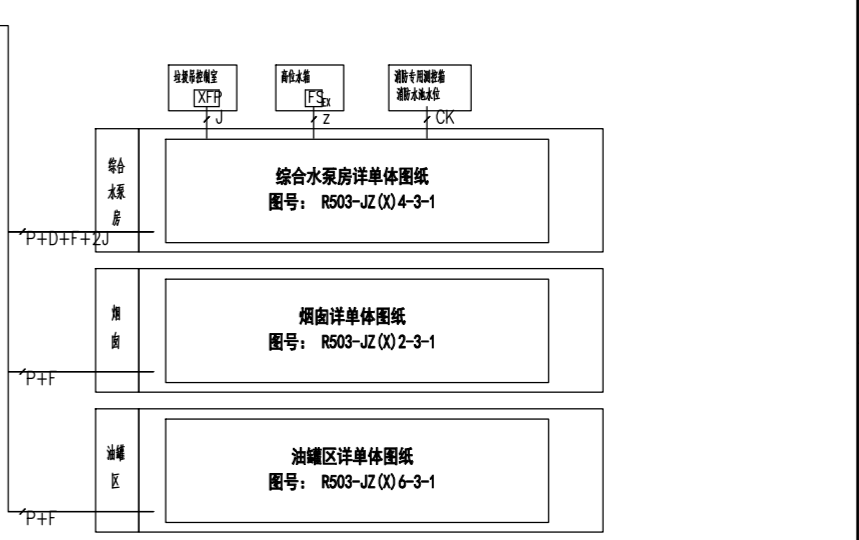 垃圾吊控制室
XFP
J
高位水箱
FS
EX
Z
消防专用测控箱
消防水池水位
CK
综合
水泵
房
综合水泵房详单体图纸
图号： R503-JZ(X)4-3-1
P+D+F+2J
烟
囱
烟囱详单体图纸
图号： R503-JZ(X)2-3-1
P+F
油罐
区
油罐区详单体图纸
图号： R503-JZ(X)6-3-1
P+F